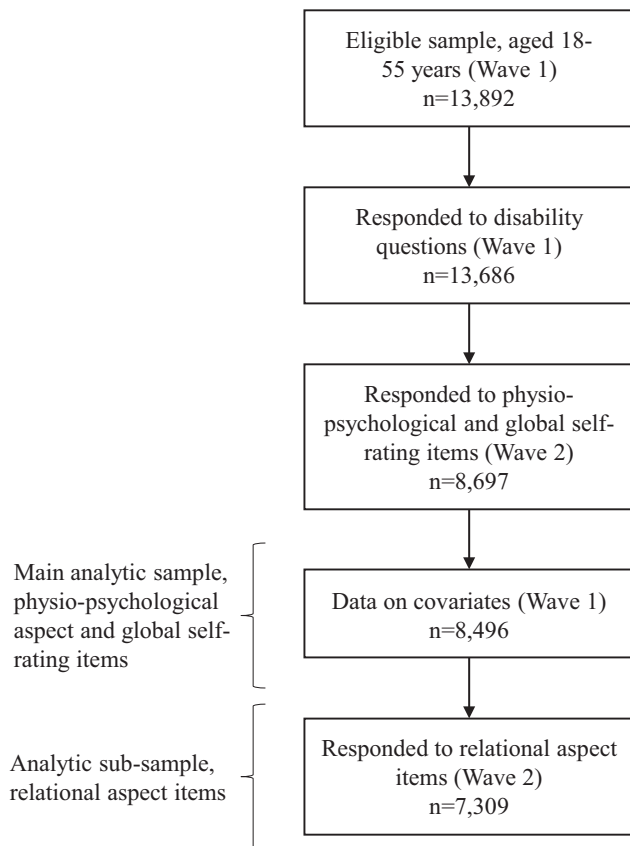 Eligible sample, aged 18-
55 years (Wave 1)
n=13,892
Responded to disability
questions (Wave 1)
n=13,686
Responded to physio-
psychological and global self-
rating items (Wave 2)
n=8,697
Main analytic sample,
physio-psychological
aspect and global self-
rating items
Data on covariates (Wave 1)
n=8,496
Analytic sub-sample,
relational aspect items
Responded to relational aspect
items (Wave 2)
n=7,309